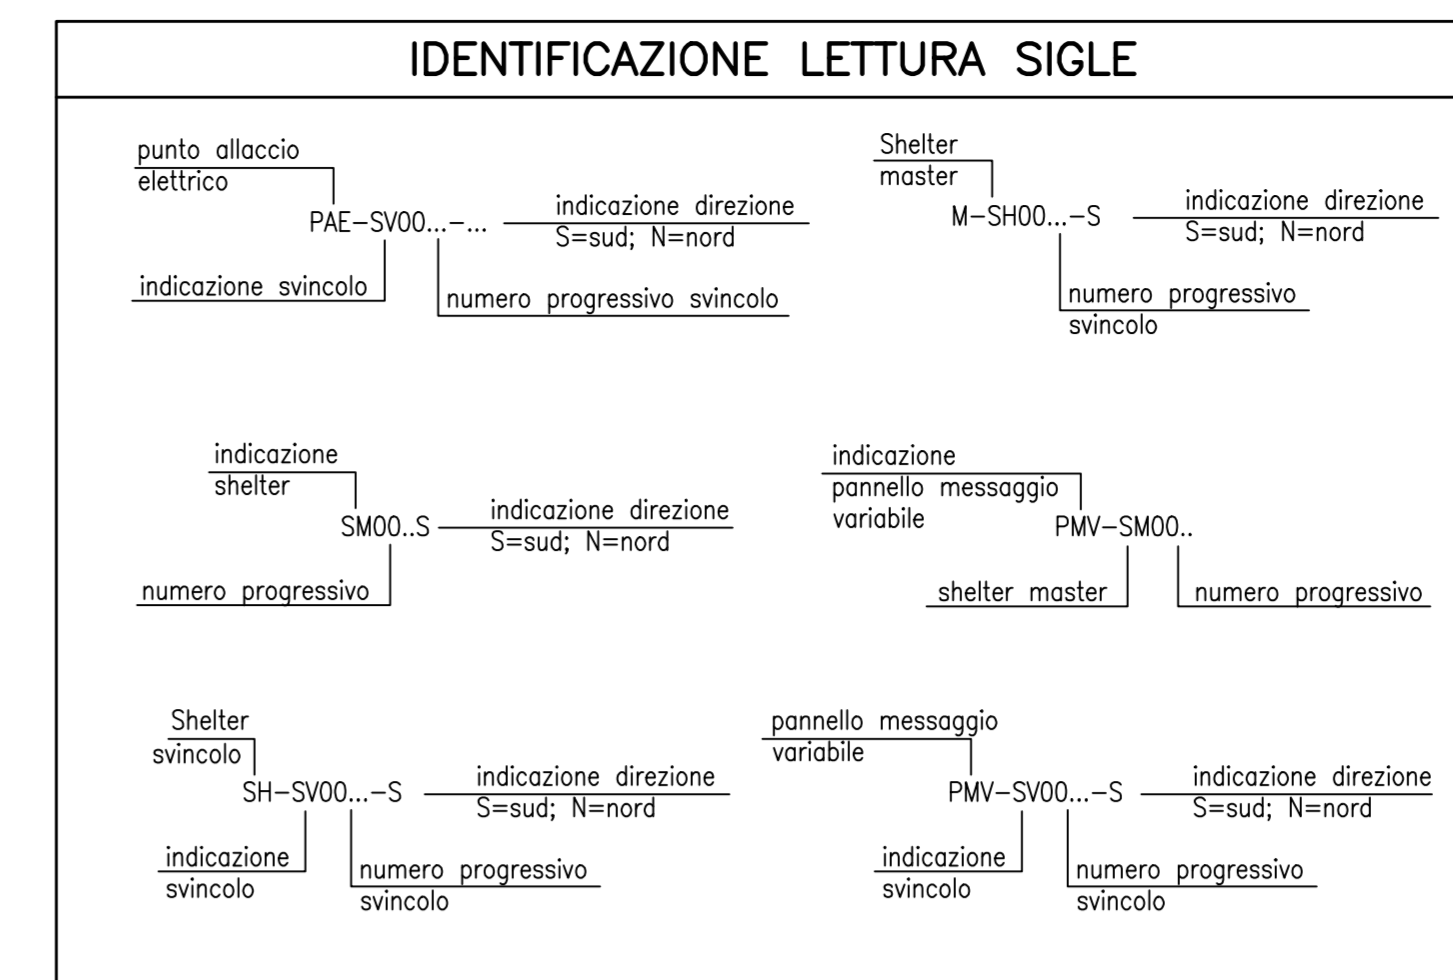 IDENTIFICAZIONE LETTURA SIGLE
punto allaccio
elettrico
PAE-SV00...-...
indicazione direzione
S=sud; N=nord
indicazione svincolo
numero progressivo svincolo
Shelter
master
M-SH00...-S
indicazione direzione
S=sud; N=nord
numero progressivo
svincolo
indicazione
shelter
SM00..S
indicazione direzione
S=sud; N=nord
numero progressivo
indicazione
pannello messaggio
variabile
PMV-SM00..
shelter master
numero progressivo
Shelter
svincolo
SH-SV00...-S
indicazione direzione
S=sud; N=nord
indicazione
svincolo
numero progressivo
svincolo
pannello messaggio
variabile
PMV-SV00...-S
indicazione direzione
S=sud; N=nord
indicazione
svincolo
numero progressivo
svincolo